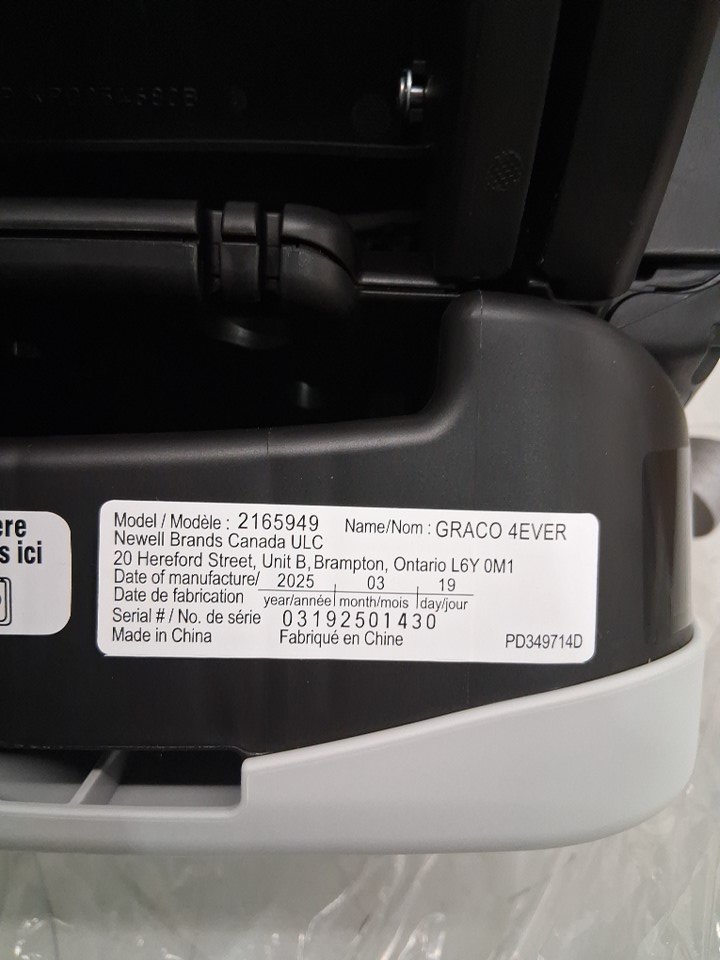 ere
s ici
Model / Modèle : 2165949 Name/Nom : GRACO 4EVER
Newell Brands Canada ULC
20 Hereford Street, Unit B, Brampton, Ontario L6Y 0M1
Date of manufacture/ 2025 03 19
Date de fabrication year/année month/mois day/jour
Serial # / No. de série 03192501430
Made in China Fabriqué en Chine PD349714D